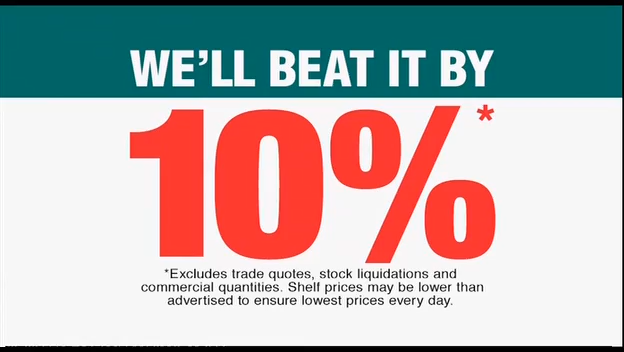 WE'LL BEAT IT BY
10%*
*Excludes trade quotes, stock liquidations and
commercial quantities. Shelf prices may be lower than
advertised to ensure lowest prices every day.